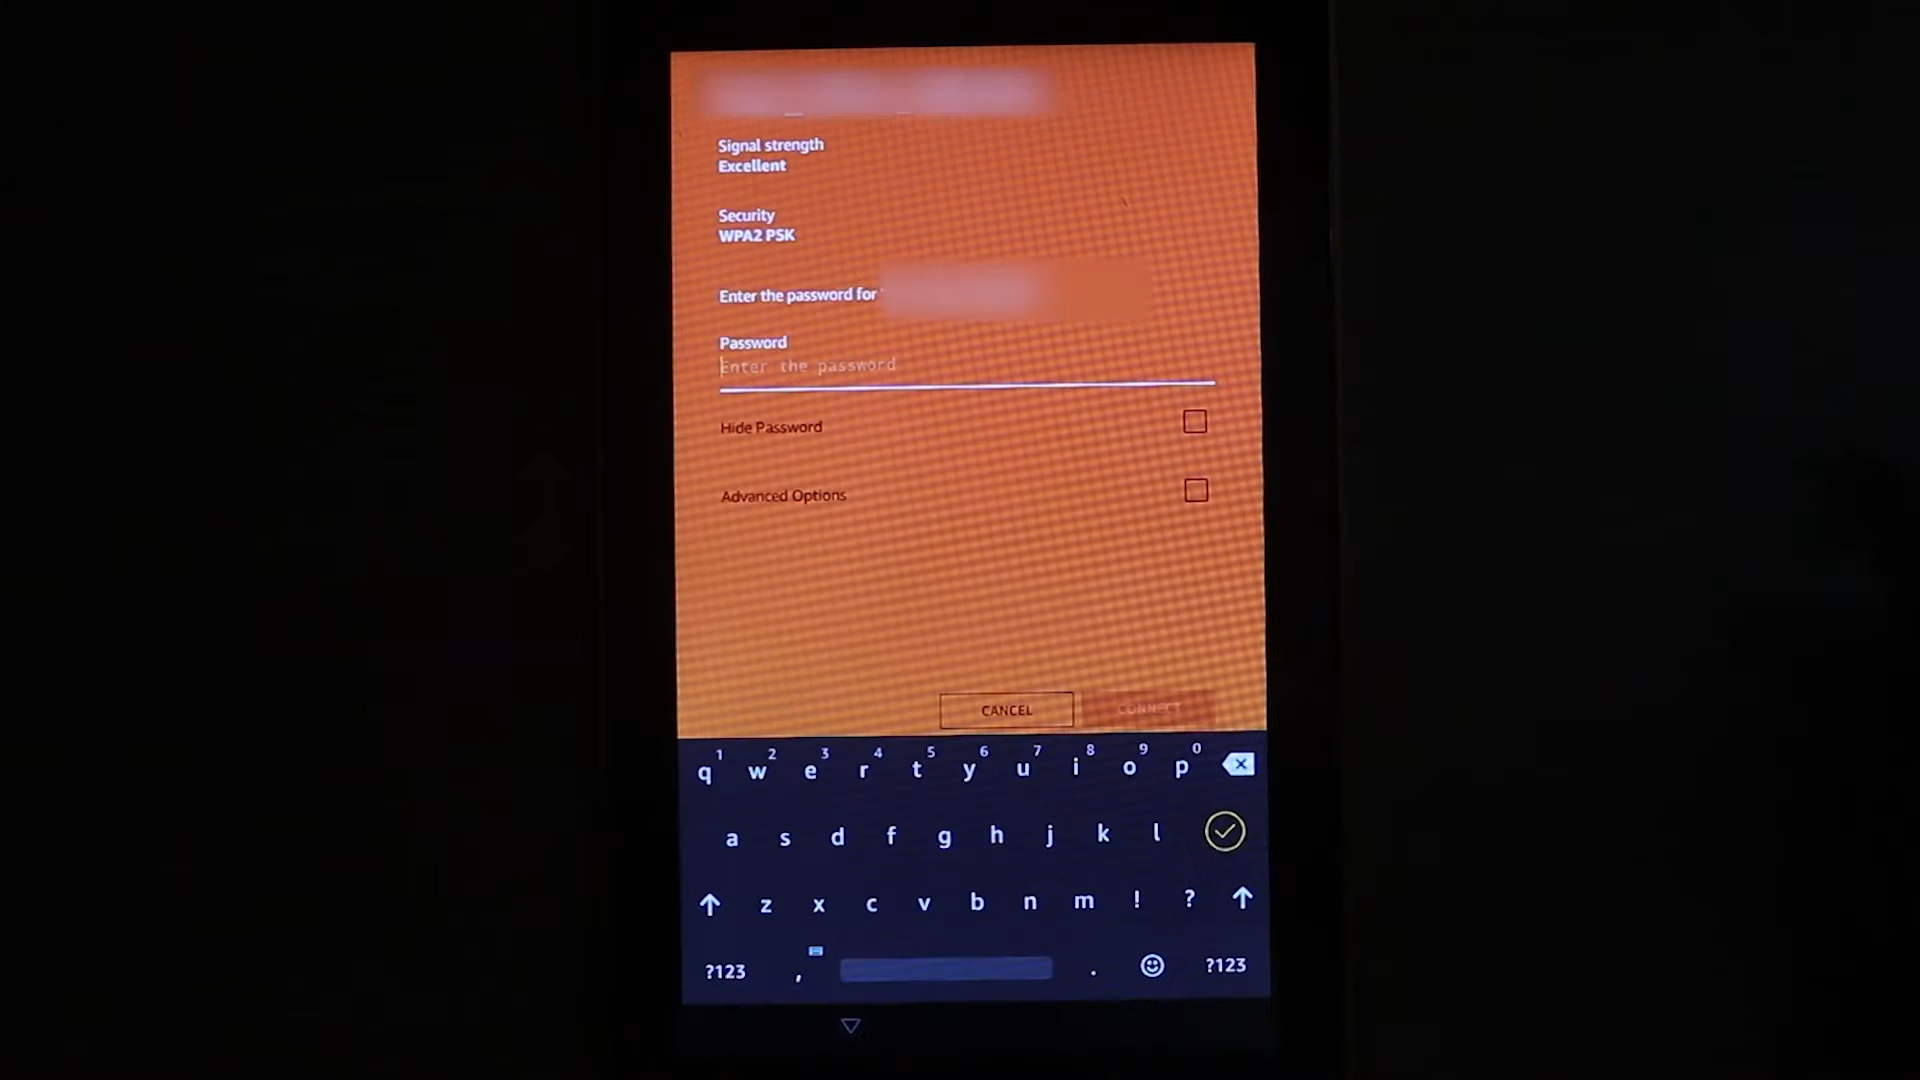 Signal strength
Excellent
Security
WPA2 PSK
Enter the password for '
Password
Enter the password
Hide Password
Advanced Options
CANCEL CONNECT
1 2 3 4 5 6 7 8 9 0
q w e r t y u i o p
a s d f g h j k l
z x c v b n m ! ?
?123 , . ?123